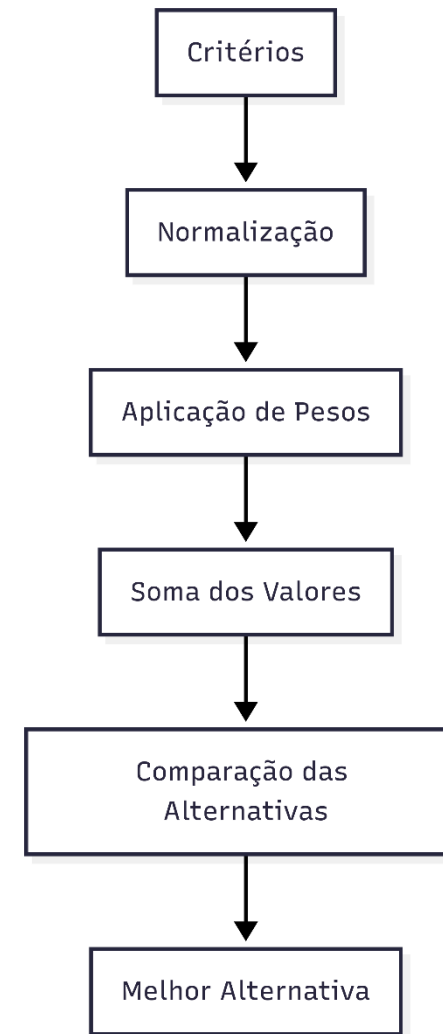 Critérios
Normalização
Aplicação de Pesos
Soma dos Valores
Comparação das
Alternativas
Melhor Alternativa